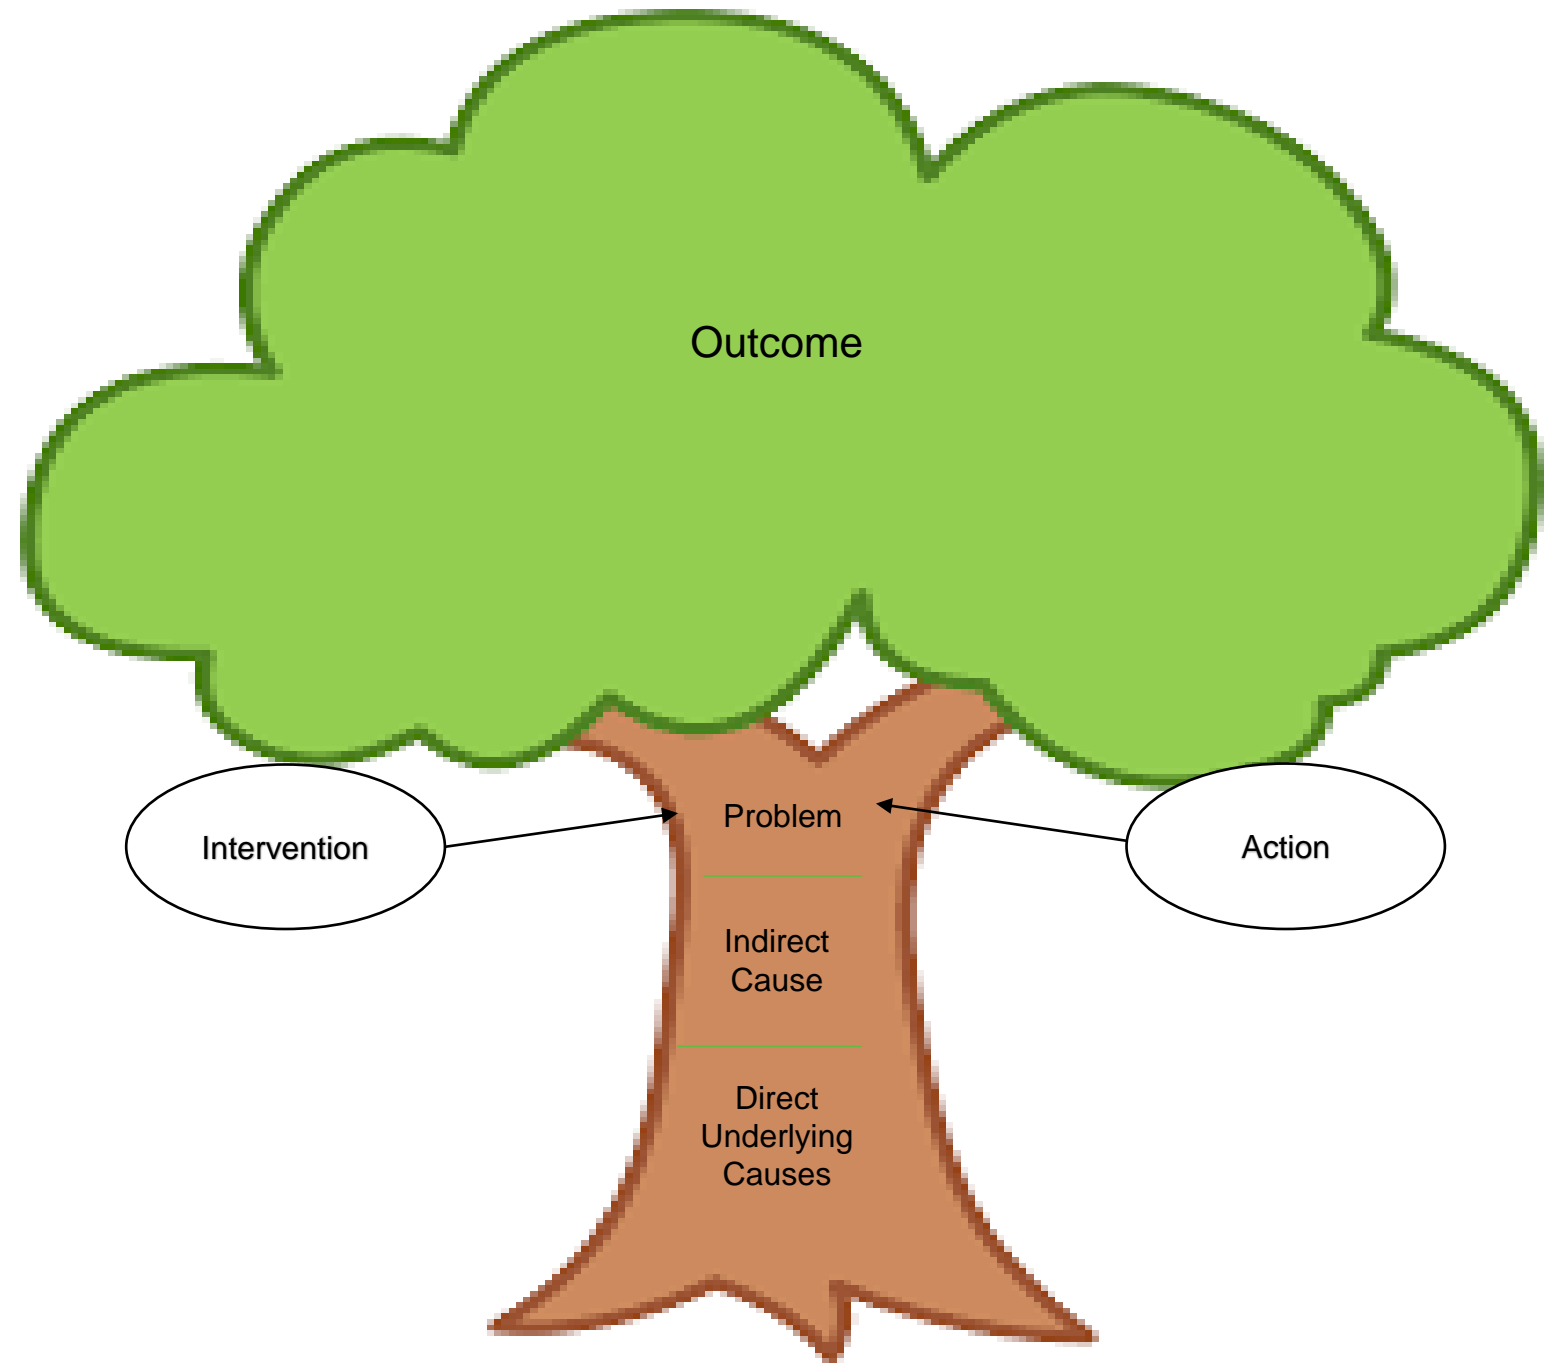 Outcome
Problem
Intervention
Action
Indirect
Cause
Direct
Underlying
Causes